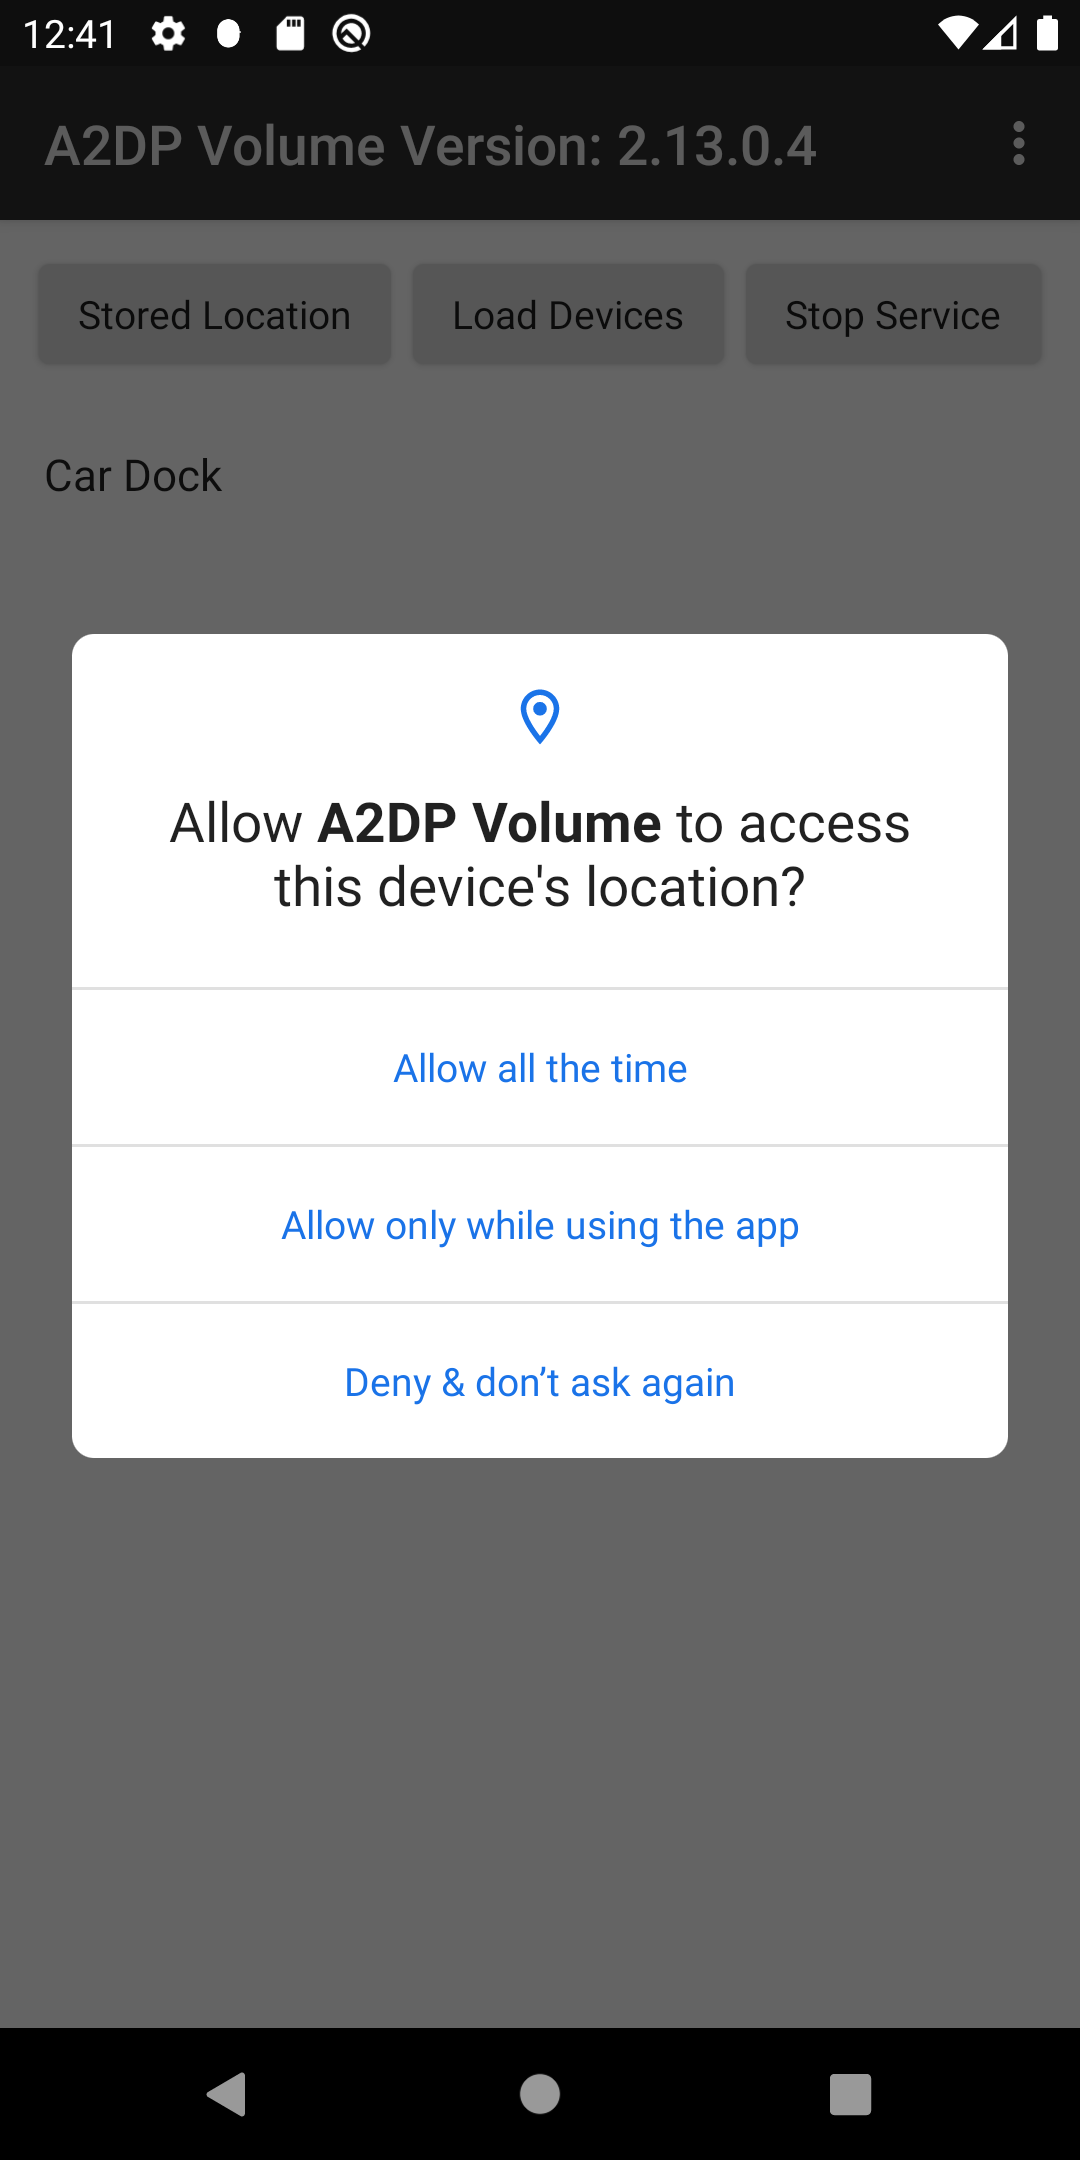 12:41
A2DP Volume Version: 2.13.0.4
Stored Location
Load Devices
Stop Service
Car Dock
Allow A2DP Volume to access
this device's location?
Allow all the time
Allow only while using the app
Deny & don’t ask again